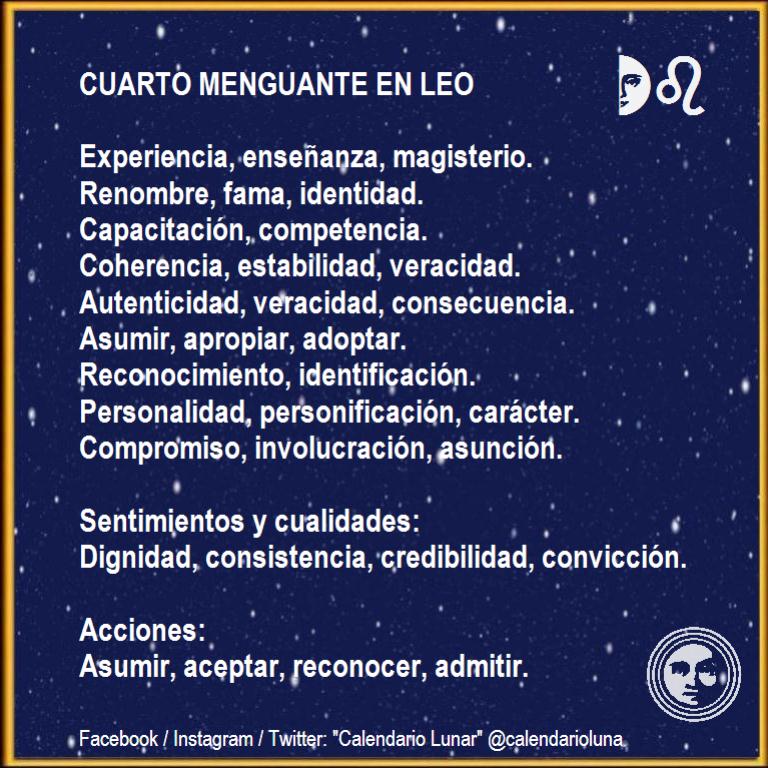 CUARTO MENGUANTE EN LEO
Experiencia, enseñanza, magisterio.
Renombre, fama, identidad.
Capacitación, competencia.
Coherencia, estabilidad, veracidad.
Autenticidad, veracidad, consecuencia.
Asumir, apropiar, adoptar.
Reconocimiento, identificación.
Personalidad, personificación, carácter.
Compromiso, involucración, asunción.
Sentimientos y cualidades:
Dignidad, consistencia, credibilidad, convicción.
Acciones:
Asumir, aceptar, reconocer, admitir.
Facebook / Instagram / Twitter: "Calendario Lunar" @calendarioluna